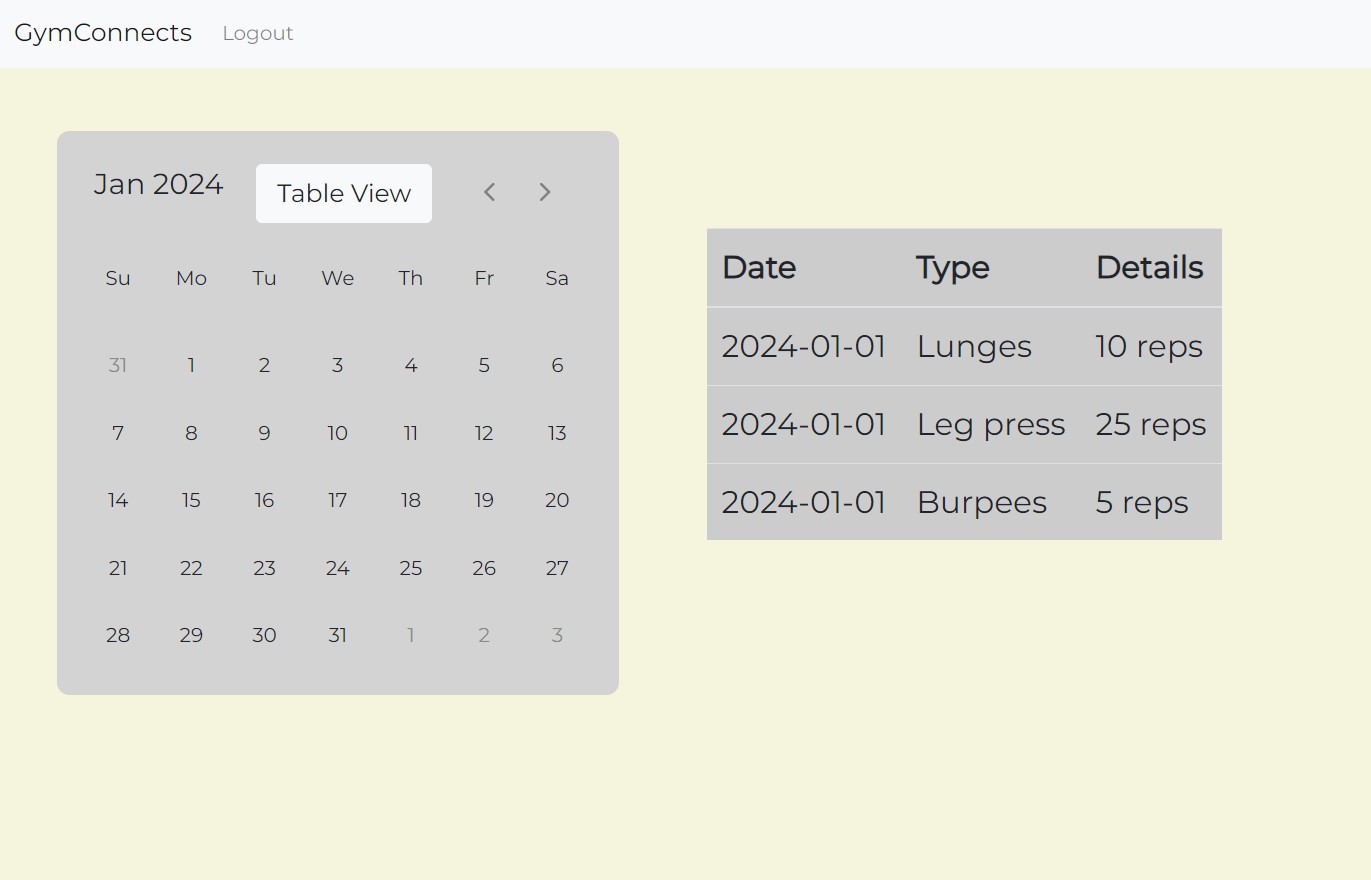 GymConnects Logout
Jan 2024 Table View
Su Mo Tu We Th Fr Sa
31 1 2 3 4 5 6
7 8 9 10 11 12 13
14 15 16 17 18 19 20
21 22 23 24 25 26 27
28 29 30 31 1 2 3
Date Type Details
2024-01-01 Lunges 10 reps
2024-01-01 Leg press 25 reps
2024-01-01 Burpees 5 reps